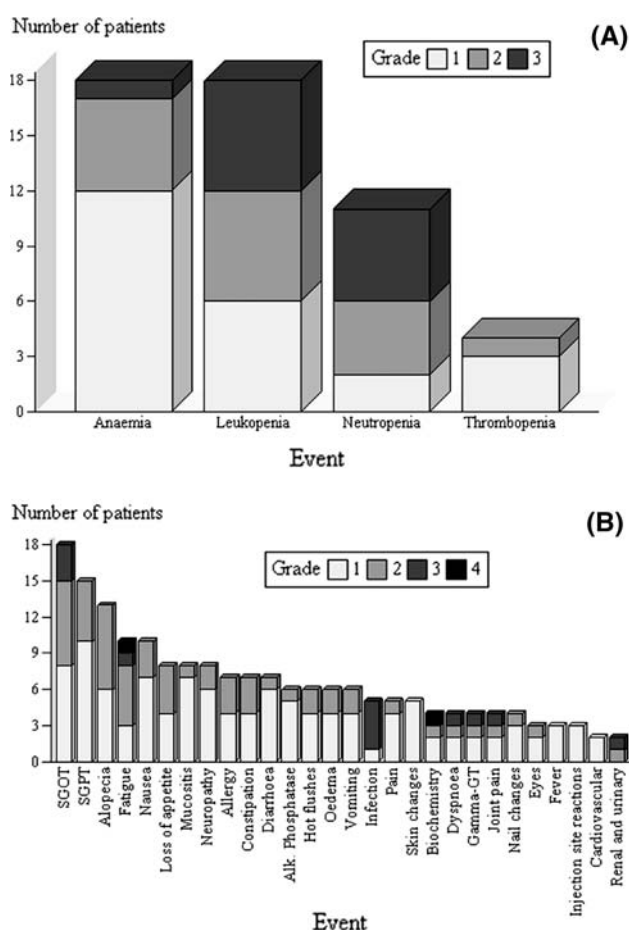 Number of patients
(A)
Grade 1 2 3
18
15
12
9
6
3
0
Anaemia Leukopenia Neutropenia Thrombopenia
Event
Number of patients
(B)
Grade 1 2 3 4
18
15
12
9
6
3
0
SGOT
SGPT
Alopecia
Fatigue
Nausea
Loss of appetite
Mucositis
Neuropathy
Allergy
Constipation
Diarrhoea
Alk. Phosphatase
Hot flushes
Oedema
Vomiting
Infection
Pain
Skin changes
Biochemistry
Dyspnoea
Gamma-GT
Joint pain
Nail changes
Eyes
Fever
Injection site reactions
Cardiovascular
Renal and urinary
Event